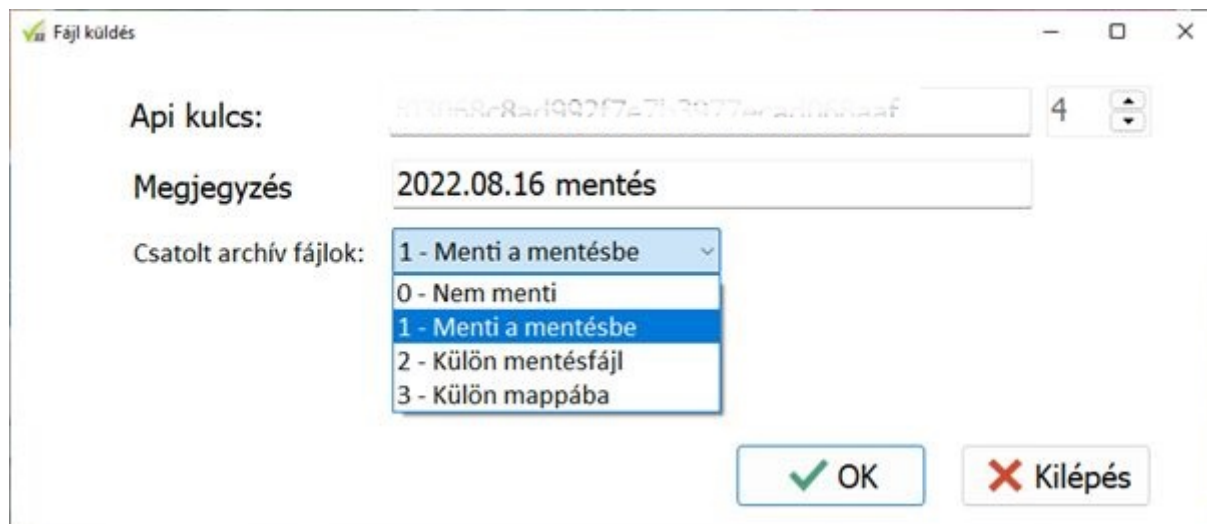 Fájl küldés
Api kulcs: 4
Megjegyzés 2022.08.16 mentés
Csatolt archív fájlok: 1 - Menti a mentésbe
0 - Nem menti
1 - Menti a mentésbe
2 - Külön mentésfájl
3 - Külön mappába
OK Kilépés